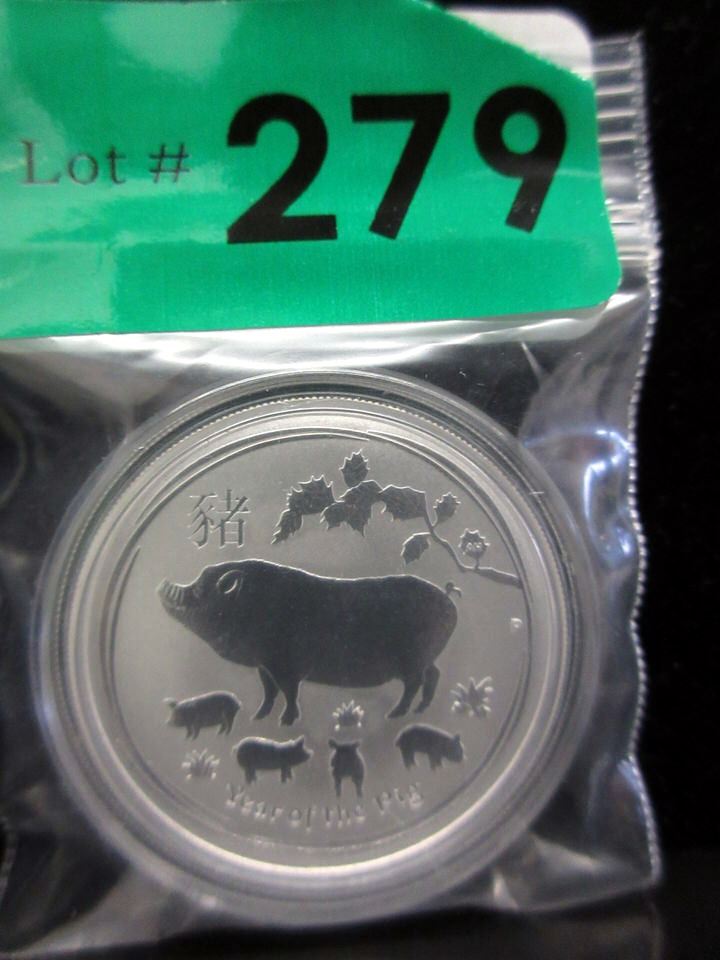 Lot # 279
豬
P
Year of the Pig